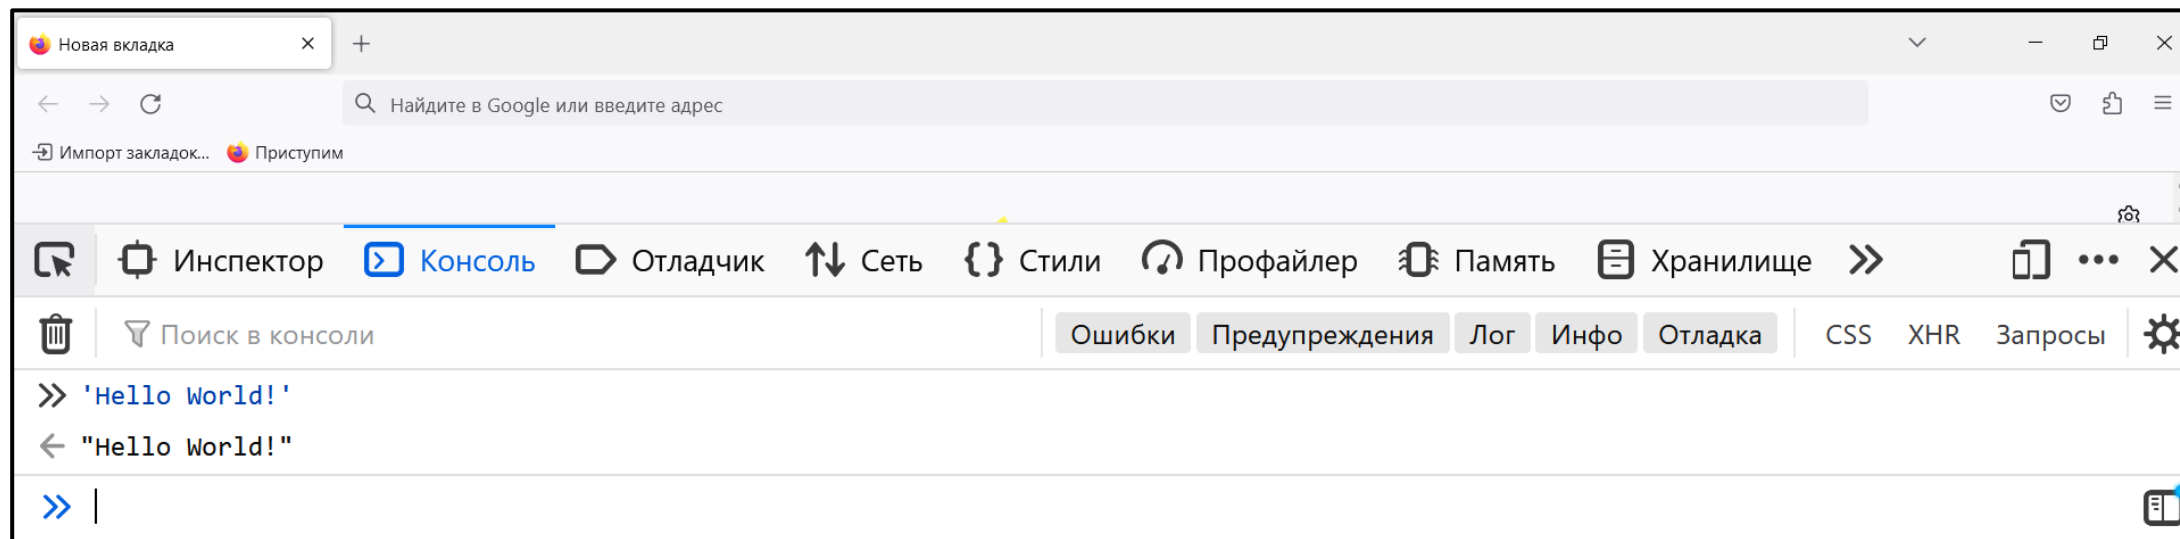 Новая вкладка
Найдите в Google или введите адрес
Импорт закладок... Приступим
Инспектор Консоль Отладчик Сеть {} Стили Профайлер Память Хранилище
Поиск в консоли Ошибки Предупреждения Лог Инфо Отладка CSS XHR Запросы
'Hello World!'
"Hello World!"